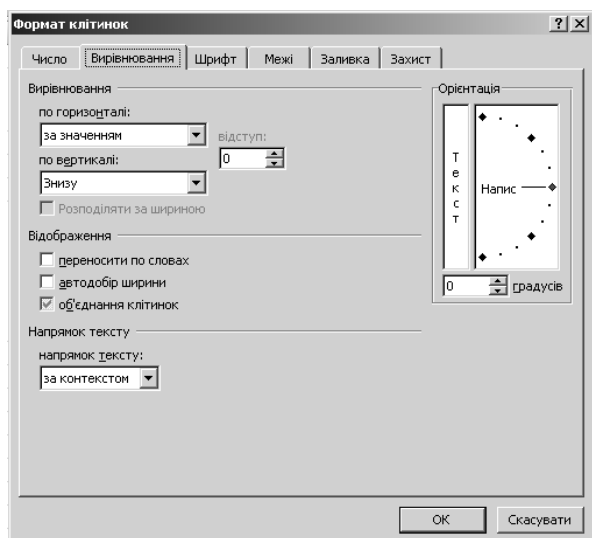 Формат клітинок
Число Вирівнювання Шрифт Межі Заливка Захист
Вирівнювання
по горизонталі:
за значенням
відступ:
0
по вертикалі:
Знизу
Розподіляти за шириною
Відображення
переносити по словах
автодобір ширини
об'єднання клітинок
Напрямок тексту
напрямок тексту:
за контекстом
Орієнтація
Текст
Напис
0 градусів
ОК Скасувати